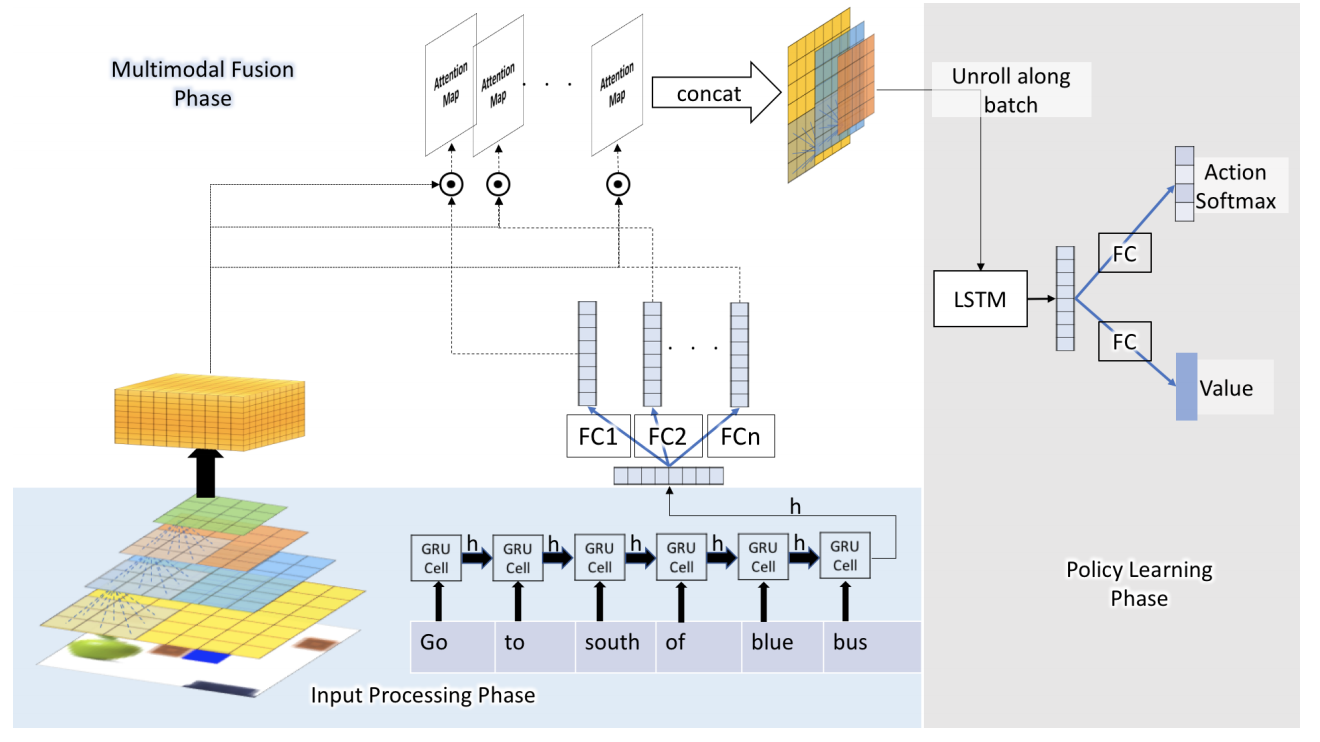 Multimodal Fusion
Phase
Attention
Map
Attention
Map
. . .
Attention
Map
concat
Unroll along
batch
Action
Softmax
FC
LSTM
FC
Value
. . .
FC1
FC2
FCn
h
GRU
Cell
h
GRU
Cell
h
GRU
Cell
h
GRU
Cell
h
GRU
Cell
h
GRU
Cell
Go
to
south
of
blue
bus
Input Processing Phase
Policy Learning
Phase